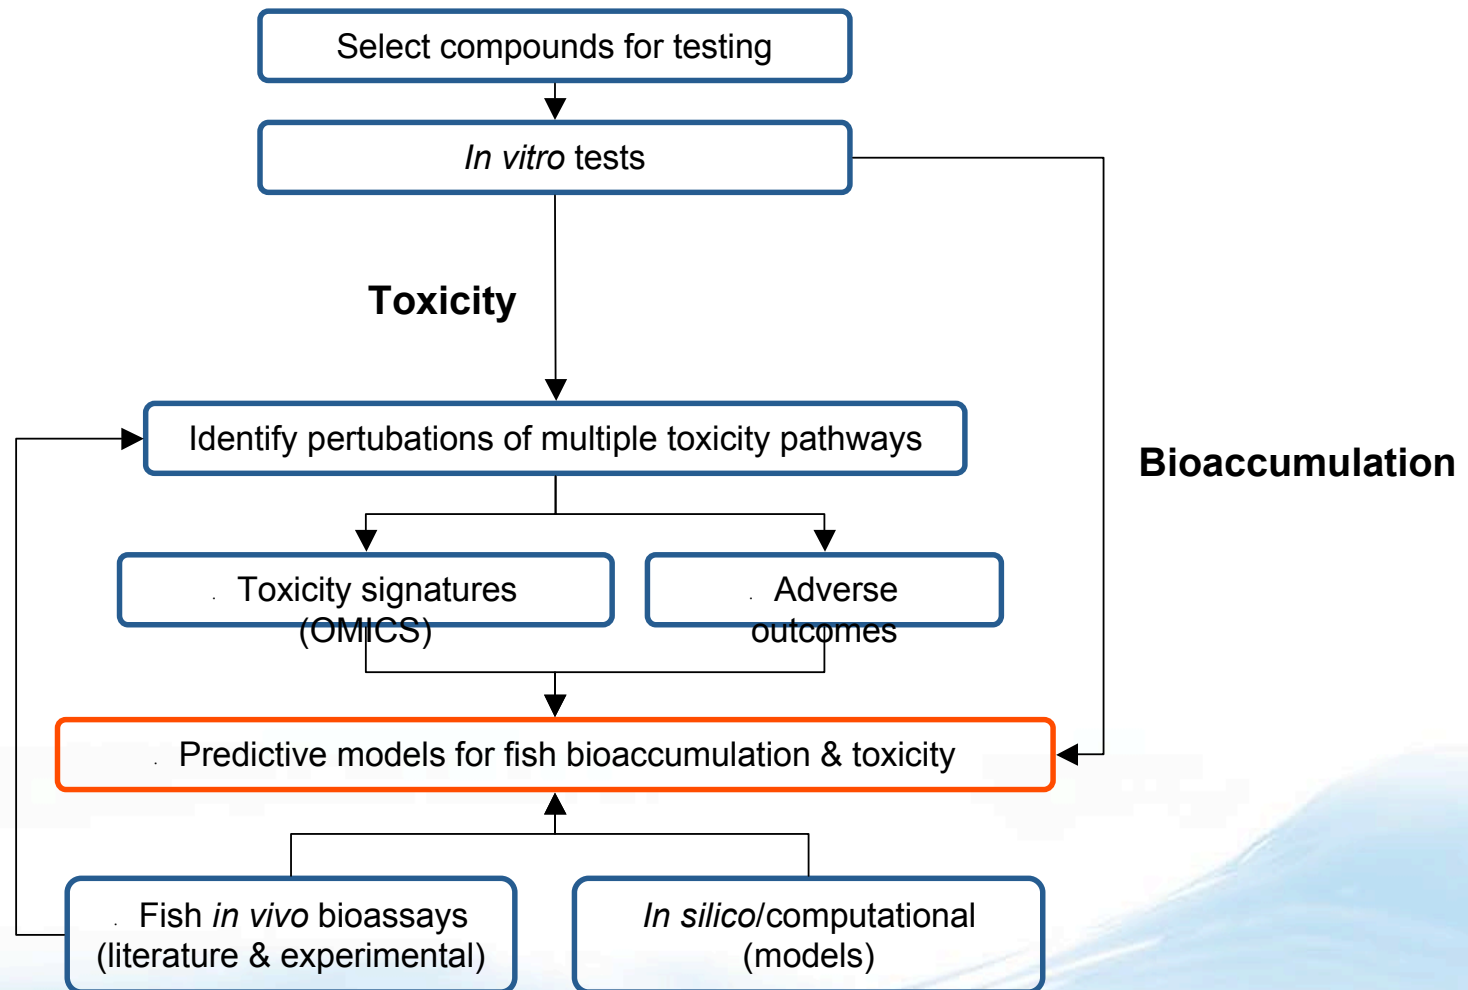 Select compounds for testing
In vitro tests
Toxicity
Identify pertubations of multiple toxicity pathways
Bioaccumulation
. Toxicity signatures
(OMICS)
. Adverse
outcomes
. Predictive models for fish bioaccumulation & toxicity
. Fish in vivo bioassays
(literature & experimental)
In silico/computational
(models)